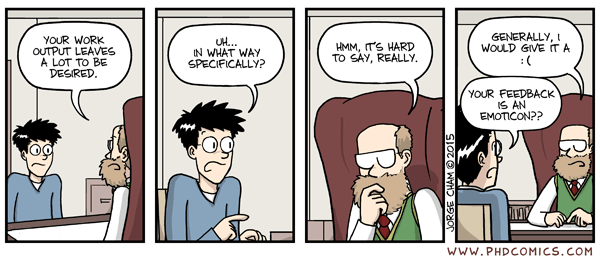 YOUR WORK
OUTPUT LEAVES
A LOT TO BE
DESIRED.
UH...
IN WHAT WAY
SPECIFICALLY?
HMM, IT'S HARD
TO SAY, REALLY.
GENERALLY, I
WOULD GIVE IT A
: (
YOUR FEEDBACK
IS AN
EMOTICON??
JORGE CHAM © 2015
WWW.PHDCOMICS.COM